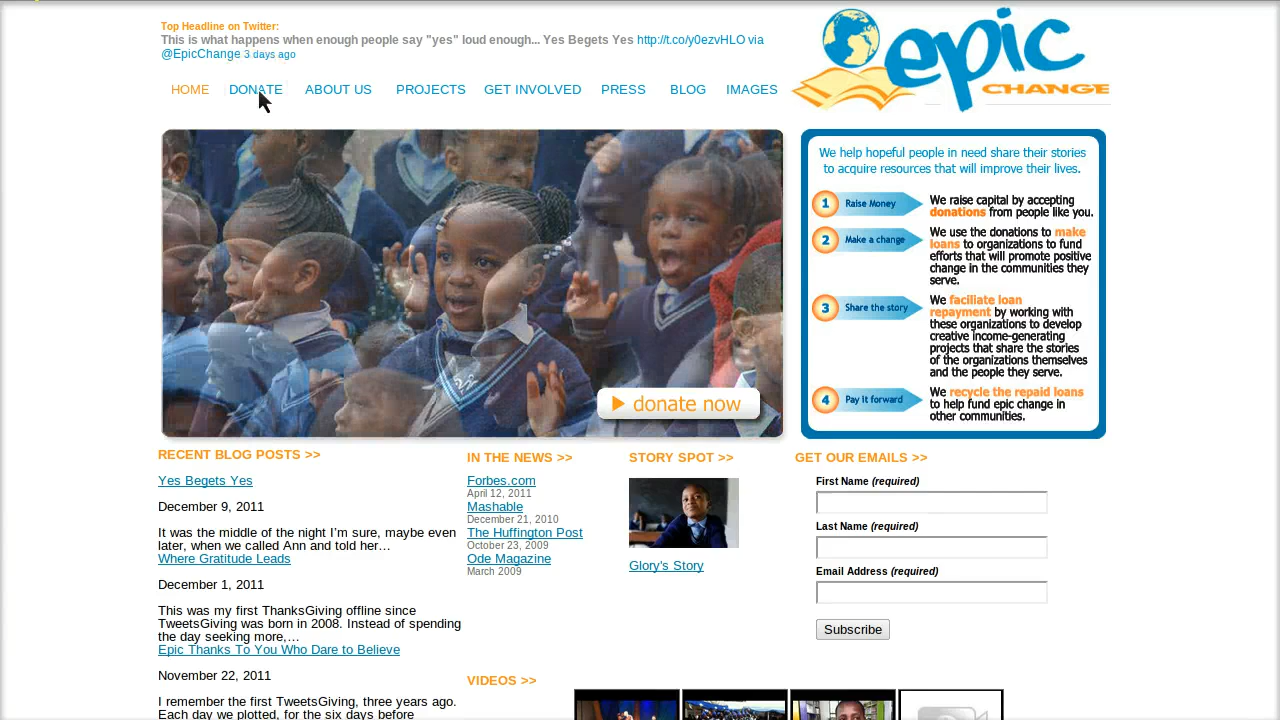 Top Headline on Twitter:
This is what happens when enough people say "yes" loud enough... Yes Begets Yes http://t.co/y0ezvHLO via
@EpicChange 3 days ago
HOME DONATE ABOUT US PROJECTS GET INVOLVED PRESS BLOG IMAGES
epic
CHANGE
donate now
We help hopeful people in need share their stories
to acquire resources that will improve their lives.
1 Raise Money
We raise capital by accepting
donations from people like you.
2 Make a change
We use the donations to make
loans to organizations to fund
efforts that will promote positive
change in the communities they
serve.
3 Share the story
We faciliate loan
repayment by working with
these organizations to develop
creative income-generating
projects that share the stories
of the organizations themselves
and the people they serve.
4 Pay it forward
We recycle the repaid loans
to help fund epic change in
other communities.
RECENT BLOG POSTS >>
Yes Begets Yes
December 9, 2011
It was the middle of the night I'm sure, maybe even
later, when we called Ann and told her…
Where Gratitude Leads
December 1, 2011
This was my first ThanksGiving offline since
TweetsGiving was born in 2008. Instead of spending
the day seeking more,…
Epic Thanks To You Who Dare to Believe
November 22, 2011
I remember the first TweetsGiving, three years ago.
Each day we plotted, for the six days before
IN THE NEWS >>
Forbes.com
April 12, 2011
Mashable
December 21, 2010
The Huffington Post
October 23, 2009
Ode Magazine
March 2009
STORY SPOT >>
Glory's Story
GET OUR EMAILS >>
First Name (required)
Last Name (required)
Email Address (required)
Subscribe
VIDEOS >>